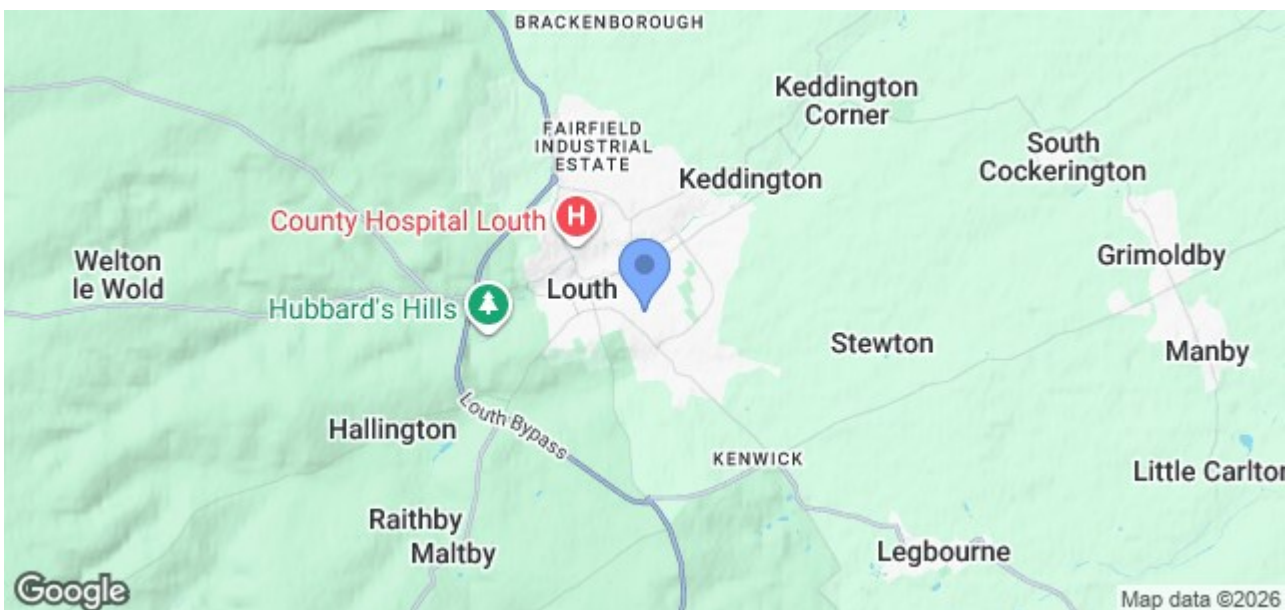 BRACKENBOROUGH
Keddington
Corner
FAIRFIELD
INDUSTRIAL
ESTATE
South
Cockerington
Keddington
County Hospital Louth
H
Welton
le Wold
Grimoldby
Louth
Hubbard's Hills
Stewton
Manby
Louth Bypass
Hallington
KENWICK
Little Carlton
Raithby
Maltby
Legbourne
Google
Map data ©2026